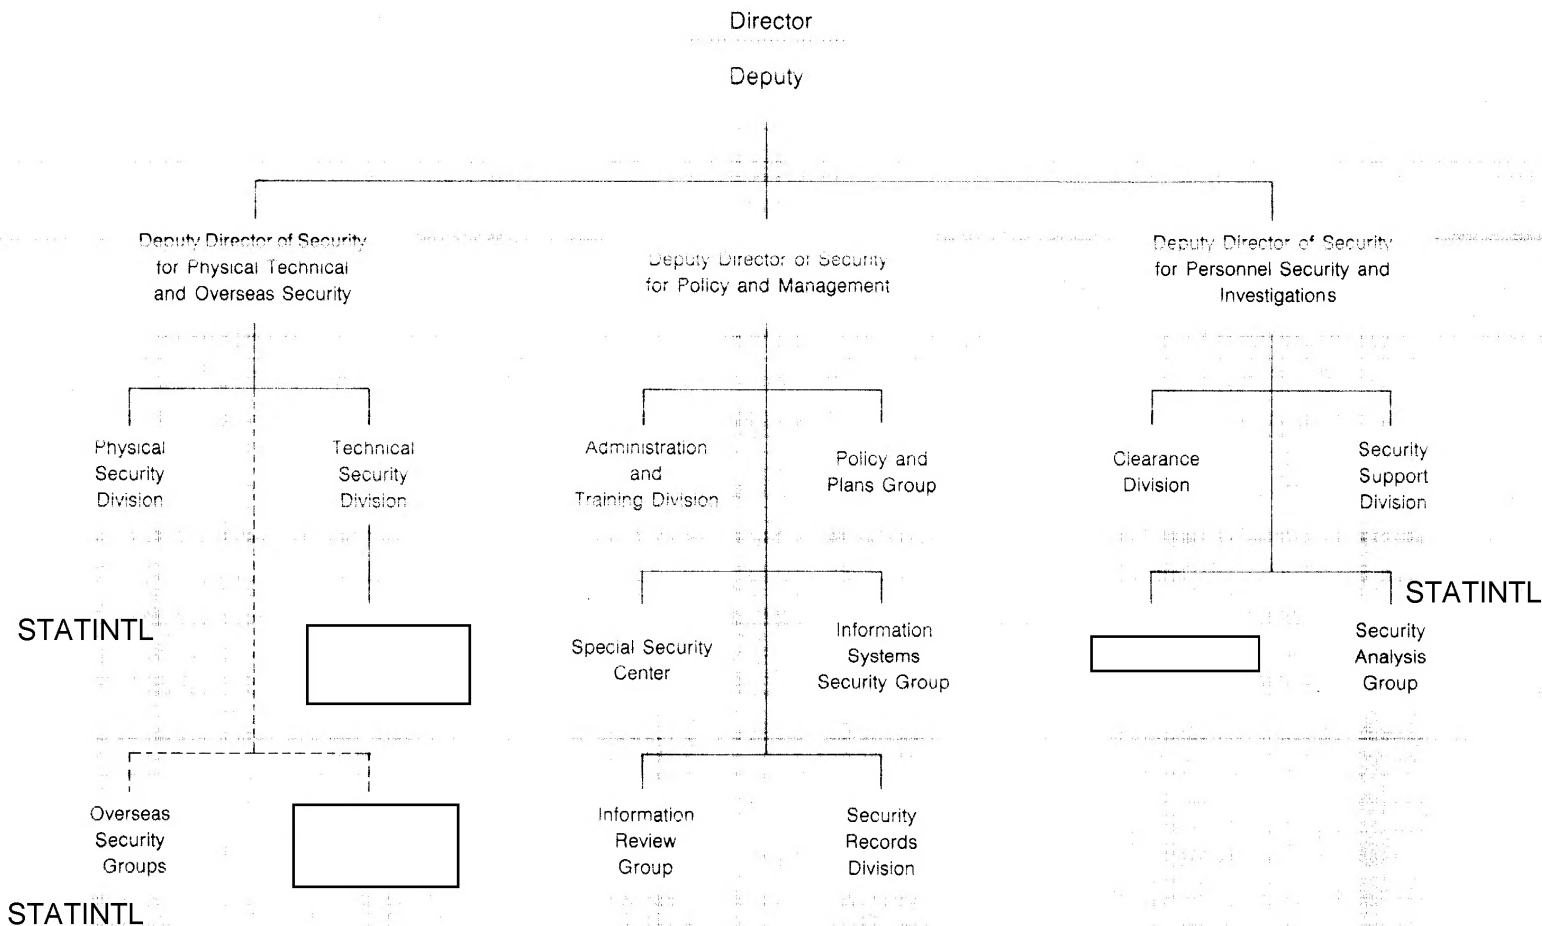 Director
Deputy
Deputy Director of Security
for Physical Technical
and Overseas Security
Deputy Director of Security
for Policy and Management
Deputy Director of Security
for Personnel Security and
Investigations
Physical
Security
Division
Technical
Security
Division
Administration
and
Training Division
Policy and
Plans Group
Clearance
Division
Security
Support
Division
STATINTL
Special Security
Center
Information
Systems
Security Group
STATINTL
Security
Analysis
Group
Overseas
Security
Groups
Information
Review
Group
Security
Records
Division
STATINTL